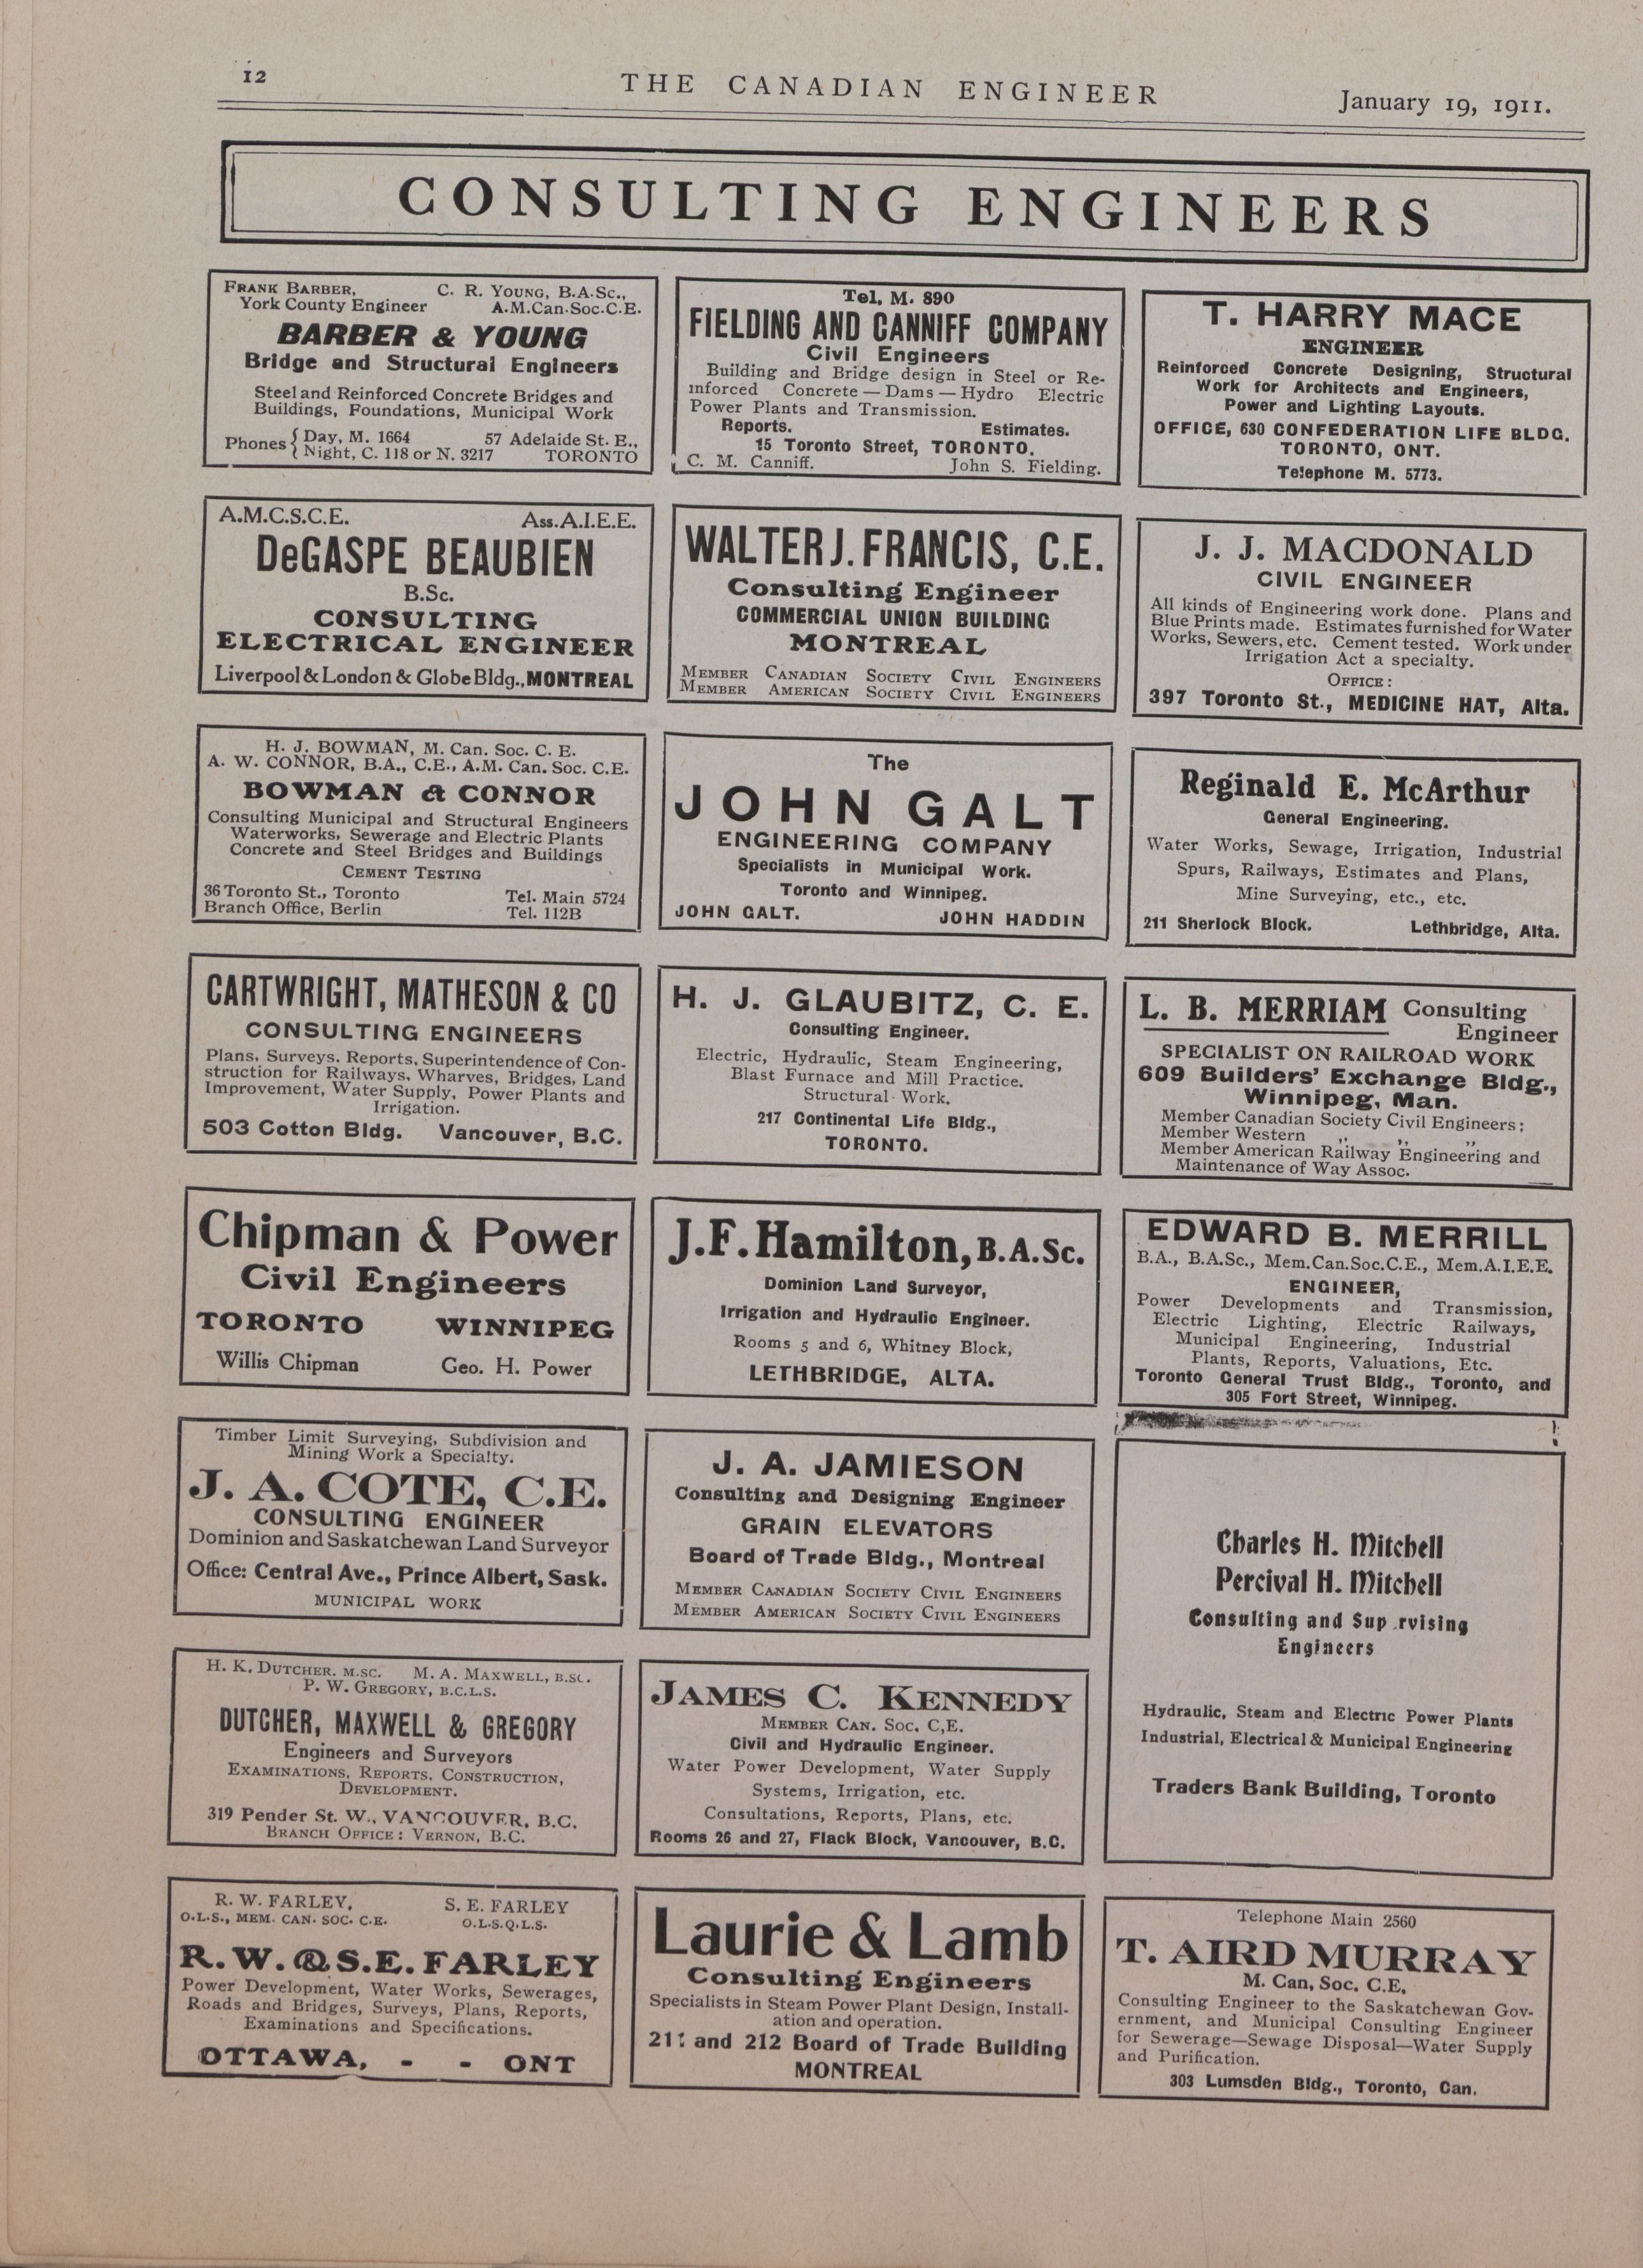 12
THE CANADIAN ENGINEER
January 19, 1911.
CONSULTING ENGINEERS
FRANK BARBER, C. R. YOUNG, B.A.Sc.,
York County Engineer A.M.Can.Soc.C.E.
BARBER & YOUNG
Bridge and Structural Engineers
Steel and Reinforced Concrete Bridges and
Buildings, Foundations, Municipal Work
Phones { Day, M. 1664 57 Adelaide St. E.,
Night, C. 118 or N. 3217 TORONTO
Tel. M. 890
FIELDING AND CANNIFF COMPANY
Civil Engineers
Building and Bridge design in Steel or Re-
inforced Concrete — Dams — Hydro Electric
Power Plants and Transmission.
Reports. Estimates.
15 Toronto Street, TORONTO.
C. M. Canniff. John S. Fielding.
T. HARRY MACE
ENGINEER
Reinforced Concrete Designing, Structural
Work for Architects and Engineers,
Power and Lighting Layouts.
OFFICE, 630 CONFEDERATION LIFE BLDG.
TORONTO, ONT.
Telephone M. 5773.
A.M.C.S.C.E. Ass.A.I.E.E.
DeGASPE BEAUBIEN
B.Sc.
CONSULTING
ELECTRICAL ENGINEER
Liverpool & London & Globe Bldg., MONTREAL
WALTER J. FRANCIS, C.E.
Consulting Engineer
COMMERCIAL UNION BUILDING
MONTREAL
MEMBER CANADIAN SOCIETY CIVIL ENGINEERS
MEMBER AMERICAN SOCIETY CIVIL ENGINEERS
J. J. MACDONALD
CIVIL ENGINEER
All kinds of Engineering work done. Plans and
Blue Prints made. Estimates furnished for Water
Works, Sewers, etc. Cement tested. Work under
Irrigation Act a specialty.
OFFICE:
397 Toronto St., MEDICINE HAT, Alta.
H. J. BOWMAN, M. Can. Soc. C. E.
A. W. CONNOR, B.A., C.E., A.M. Can. Soc. C.E.
BOWMAN & CONNOR
Consulting Municipal and Structural Engineers
Waterworks, Sewerage and Electric Plants
Concrete and Steel Bridges and Buildings
CEMENT TESTING
36 Toronto St., Toronto Tel. Main 5724
Branch Office, Berlin Tel. 112B
The
JOHN GALT
ENGINEERING COMPANY
Specialists in Municipal Work.
Toronto and Winnipeg.
JOHN GALT. JOHN HADDIN
Reginald E. McArthur
General Engineering.
Water Works, Sewage, Irrigation, Industrial
Spurs, Railways, Estimates and Plans,
Mine Surveying, etc., etc.
211 Sherlock Block. Lethbridge, Alta.
CARTWRIGHT, MATHESON & CO
CONSULTING ENGINEERS
Plans, Surveys, Reports, Superintendence of Con-
struction for Railways, Wharves, Bridges, Land
Improvement, Water Supply, Power Plants and
Irrigation.
503 Cotton Bldg. Vancouver, B.C.
H. J. GLAUBITZ, C. E.
Consulting Engineer.
Electric, Hydraulic, Steam Engineering,
Blast Furnace and Mill Practice.
Structural Work.
217 Continental Life Bldg.,
TORONTO.
L. B. MERRIAM Consulting
Engineer
SPECIALIST ON RAILROAD WORK
609 Builders' Exchange Bldg.,
Winnipeg, Man.
Member Canadian Society Civil Engineers;
Member Western ,, ,, ,,
Member American Railway Engineering and
Maintenance of Way Assoc.
Chipman & Power
Civil Engineers
TORONTO WINNIPEG
Willis Chipman Geo. H. Power
J. F. Hamilton, B.A.Sc.
Dominion Land Surveyor,
Irrigation and Hydraulic Engineer.
Rooms 5 and 6, Whitney Block,
LETHBRIDGE, ALTA.
EDWARD B. MERRILL
B.A., B.A.Sc., Mem.Can.Soc.C.E., Mem.A.I.E.E.
ENGINEER,
Power Developments and Transmission,
Electric Lighting, Electric Railways,
Municipal Engineering, Industrial
Plants, Reports, Valuations, Etc.
Toronto General Trust Bldg., Toronto, and
305 Fort Street, Winnipeg.
Timber Limit Surveying, Subdivision and
Mining Work a Specialty.
J. A. COTE, C.E.
CONSULTING ENGINEER
Dominion and Saskatchewan Land Surveyor
Office: Central Ave., Prince Albert, Sask.
MUNICIPAL WORK
J. A. JAMIESON
Consulting and Designing Engineer
GRAIN ELEVATORS
Board of Trade Bldg., Montreal
MEMBER CANADIAN SOCIETY CIVIL ENGINEERS
MEMBER AMERICAN SOCIETY CIVIL ENGINEERS
Charles H. Mitchell
Percival H. Mitchell
Consulting and Sup rvising
Engineers
Hydraulic, Steam and Electric Power Plants
Industrial, Electrical & Municipal Engineering
Traders Bank Building, Toronto
H. K. DUTCHER, M.SC. M. A. MAXWELL, B.SC.
P. W. GREGORY, B.C.L.S.
DUTCHER, MAXWELL & GREGORY
Engineers and Surveyors
EXAMINATIONS, REPORTS, CONSTRUCTION,
DEVELOPMENT.
319 Pender St. W., VANCOUVER, B.C.
BRANCH OFFICE: VERNON, B.C.
JAMES C. KENNEDY
MEMBER CAN. SOC. C,E.
Civil and Hydraulic Engineer.
Water Power Development, Water Supply
Systems, Irrigation, etc.
Consultations, Reports, Plans, etc.
Rooms 26 and 27, Flack Block, Vancouver, B.C.
R. W. FARLEY, S. E. FARLEY
O.L.S., MEM. CAN. SOC. C.E. O.L.S.Q.L.S.
R. W. & S. E. FARLEY
Power Development, Water Works, Sewerages,
Roads and Bridges, Surveys, Plans, Reports,
Examinations and Specifications.
OTTAWA, - - ONT
Laurie & Lamb
Consulting Engineers
Specialists in Steam Power Plant Design, Install-
ation and operation.
211 and 212 Board of Trade Building
MONTREAL
Telephone Main 2560
T. AIRD MURRAY
M. Can, Soc. C.E,
Consulting Engineer to the Saskatchewan Gov-
ernment, and Municipal Consulting Engineer
for Sewerage—Sewage Disposal—Water Supply
and Purification.
303 Lumsden Bldg., Toronto, Can.